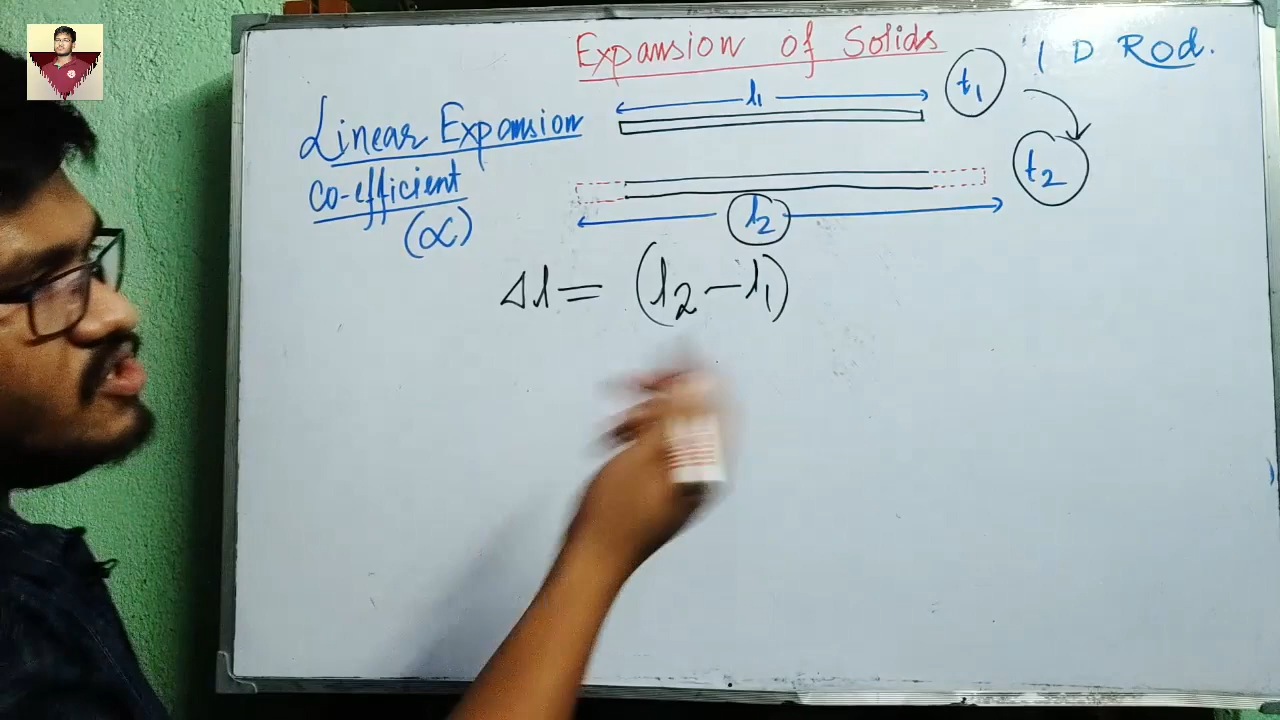 Expansion of Solids
1 D Rod.
Linear Expansion
Co-efficient
(α)
l₁
t₁
t₂
l₂
Δl = (l₂ - l₁)